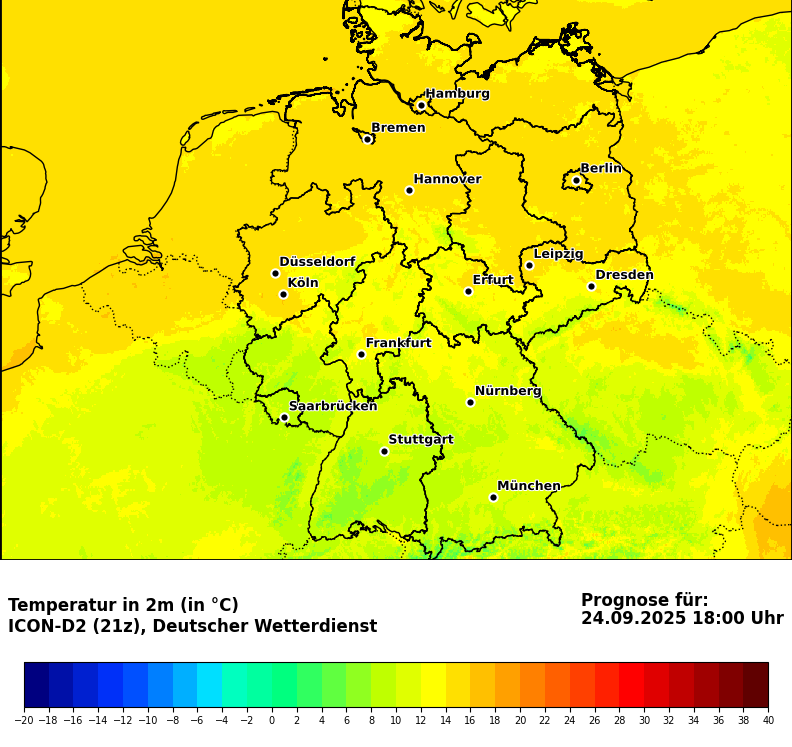 Hamburg
Bremen
Berlin
Hannover
Leipzig
Düsseldorf
Dresden
Köln
Erfurt
Frankfurt
Nürnberg
Saarbrücken
Stuttgart
München
Temperatur in 2m (in °C)
ICON-D2 (21z), Deutscher Wetterdienst
Prognose für:
24.09.2025 18:00 Uhr
−20 −18 −16 −14 −12 −10 −8 −6 −4 −2 0 2 4 6 8 10 12 14 16 18 20 22 24 26 28 30 32 34 36 38 40